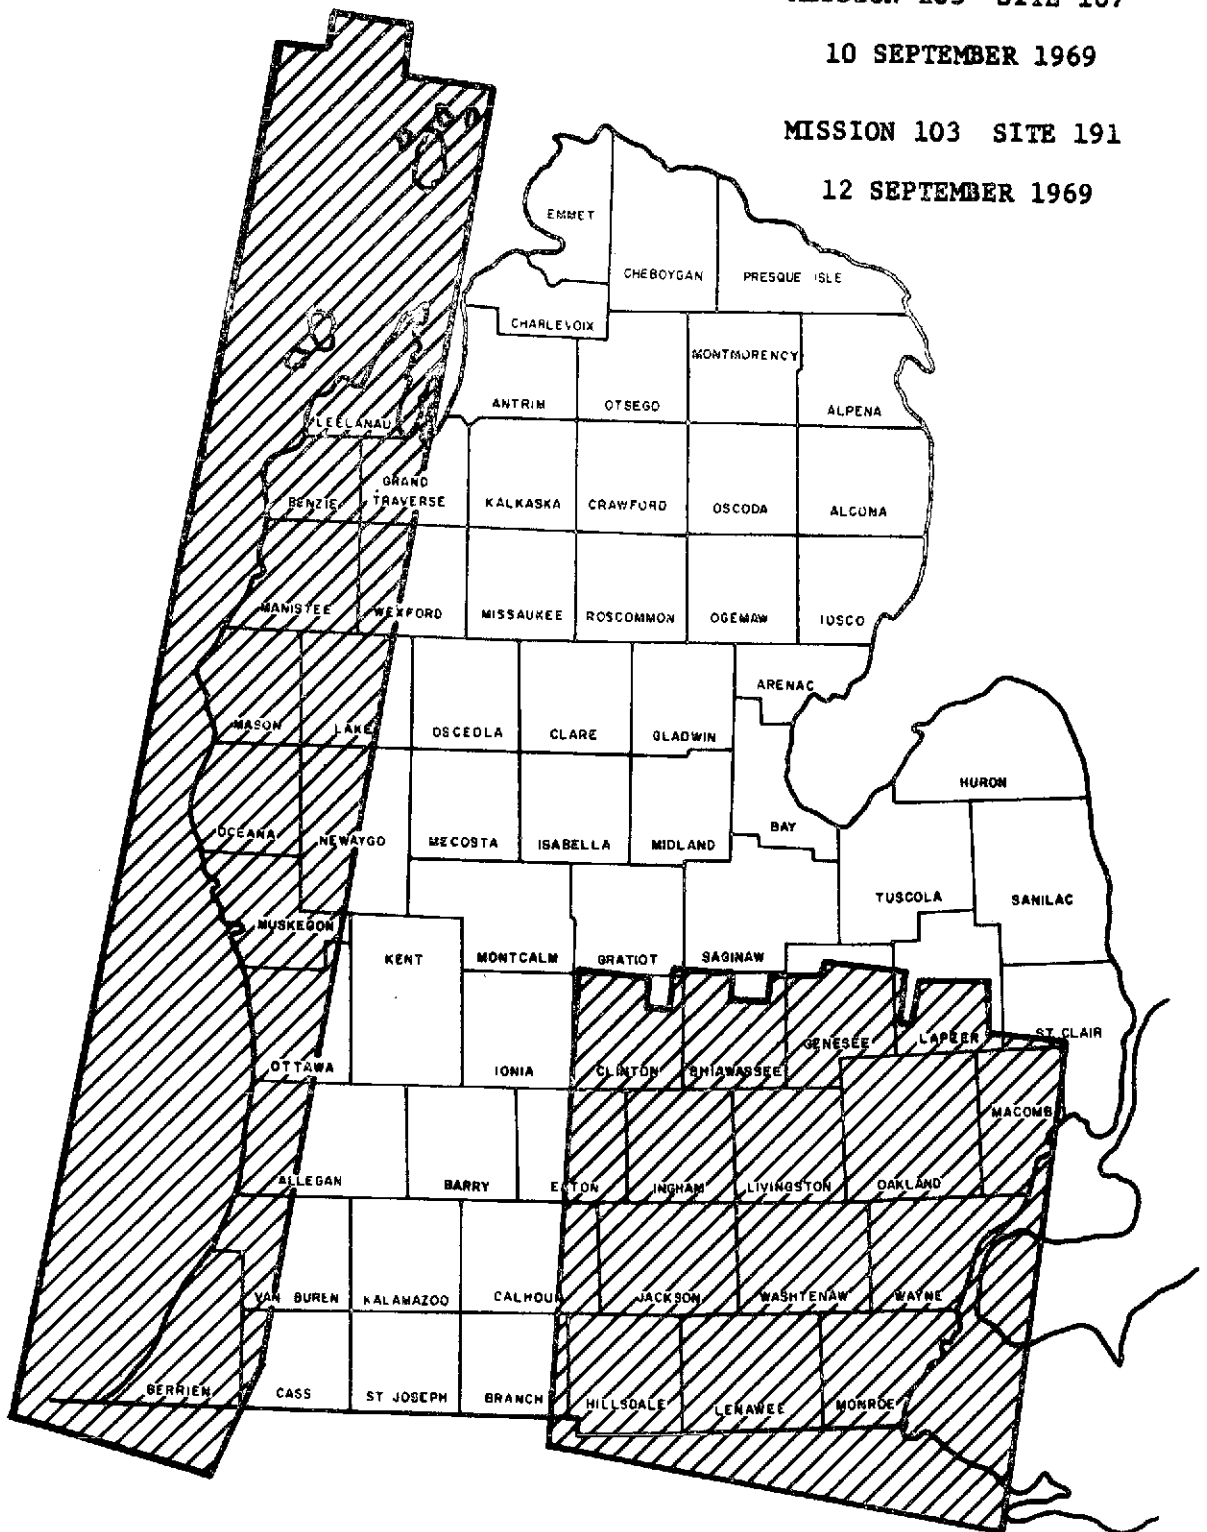 MISSION 103 SITE 187
10 SEPTEMBER 1969
MISSION 103 SITE 191
12 SEPTEMBER 1969
EMMET
CHEBOYGAN
PRESQUE ISLE
CHARLEVOIX
MONTMORENCY
ANTRIM
OTSEGO
ALPENA
LEELANAU
BENZIE
GRAND
TRAVERSE
KALKASKA
CRAWFORD
OSCODA
ALCONA
MANISTEE
WEXFORD
MISSAUKEE
ROSCOMMON
OGEMAW
IOSCO
ARENAC
MASON
LAKE
OSCEOLA
CLARE
GLADWIN
HURON
OCEANA
NEWAYGO
MECOSTA
ISABELLA
MIDLAND
BAY
TUSCOLA
SANILAC
MUSKEGON
KENT
MONTCALM
GRATIOT
SAGINAW
OTTAWA
IONIA
CLINTON
SHIAWASSEE
GENESEE
LAPEER
ST CLAIR
MACOMB
ALLEGAN
BARRY
EATON
INGHAM
LIVINGSTON
OAKLAND
VAN BUREN
KALAMAZOO
CALHOUN
JACKSON
WASHTENAW
WAYNE
BERRIEN
CASS
ST JOSEPH
BRANCH
HILLSDALE
LENAWEE
MONROE